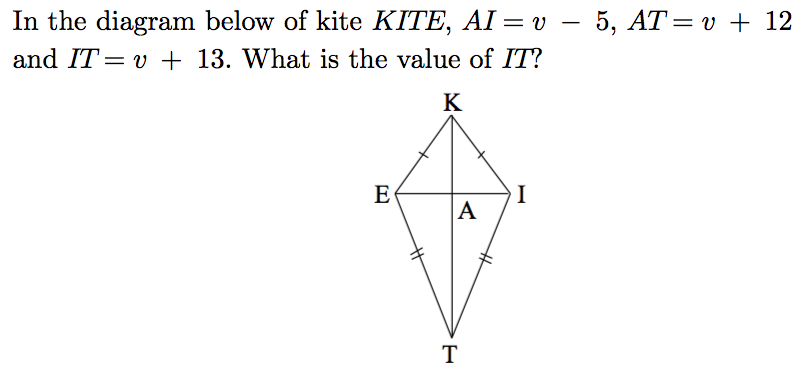 In the diagram below of kite KITE, AI = v − 5, AT = v + 12
and IT = v + 13. What is the value of IT?
K
E
I
A
T